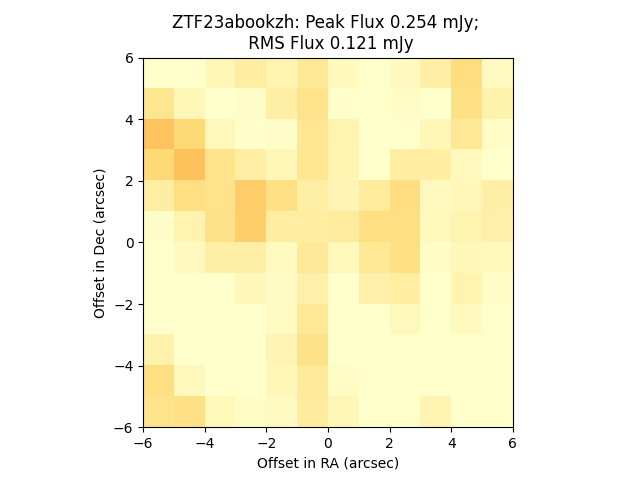 ZTF23abookzh: Peak Flux 0.254 mJy;
RMS Flux 0.121 mJy
6
4
2
0
−2
−4
−6
Offset in Dec (arcsec)
−6 −4 −2 0 2 4 6
Offset in RA (arcsec)